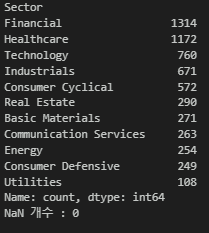 Sector
Financial 1314
Healthcare 1172
Technology 760
Industrials 671
Consumer Cyclical 572
Real Estate 290
Basic Materials 271
Communication Services 263
Energy 254
Consumer Defensive 249
Utilities 108
Name: count, dtype: int64
NaN 개수 : 0